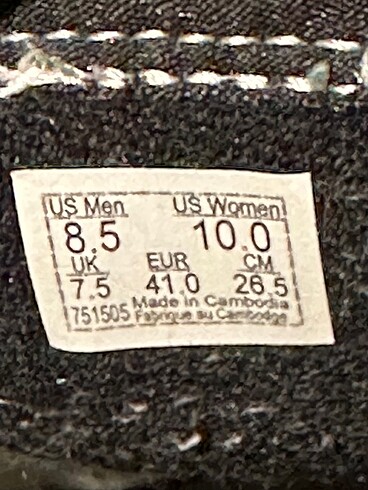 US Men US Women
8.5 10.0
UK EUR CM
7.5 41.0 26.5
751505 Made in Cambodia
Fabriqué au Cambodge